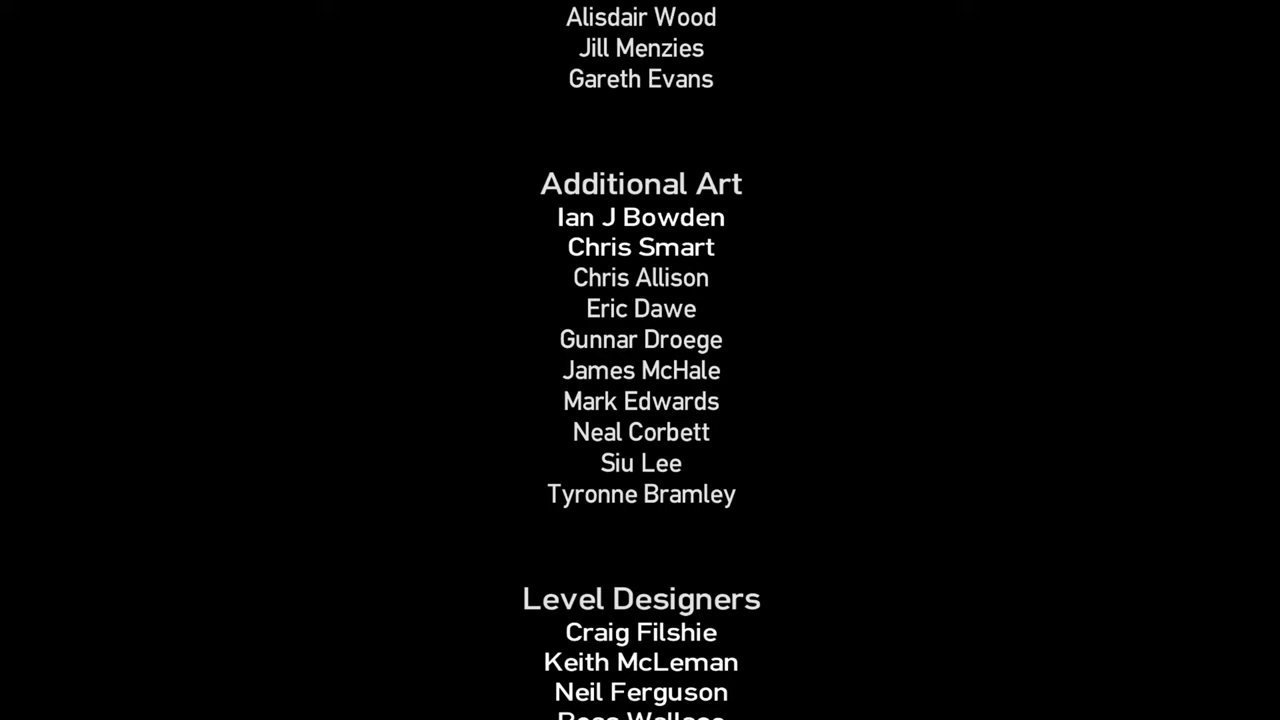 Alisdair Wood
Jill Menzies
Gareth Evans
Additional Art
Ian J Bowden
Chris Smart
Chris Allison
Eric Dawe
Gunnar Droege
James McHale
Mark Edwards
Neal Corbett
Siu Lee
Tyronne Bramley
Level Designers
Craig Filshie
Keith McLeman
Neil Ferguson